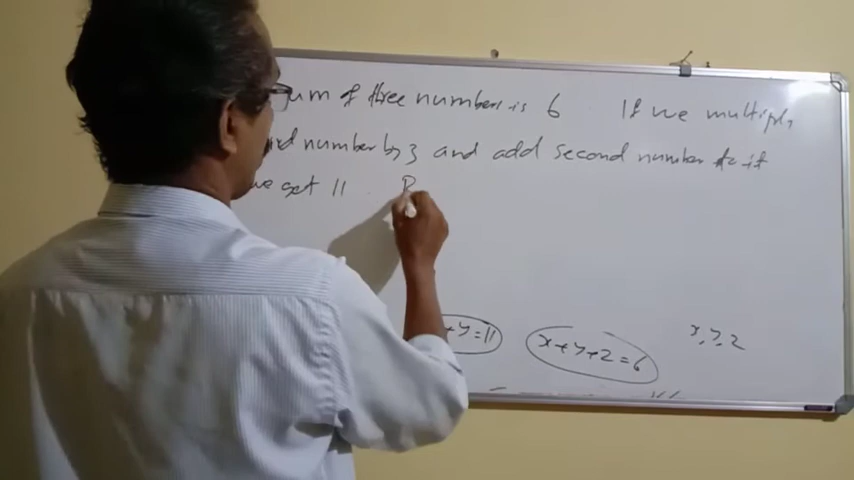 um of three numbers is 6 If we multiply
rd number by 3 and add second number to it
we get 11
+y=11 x+y+z=6 x, y, z